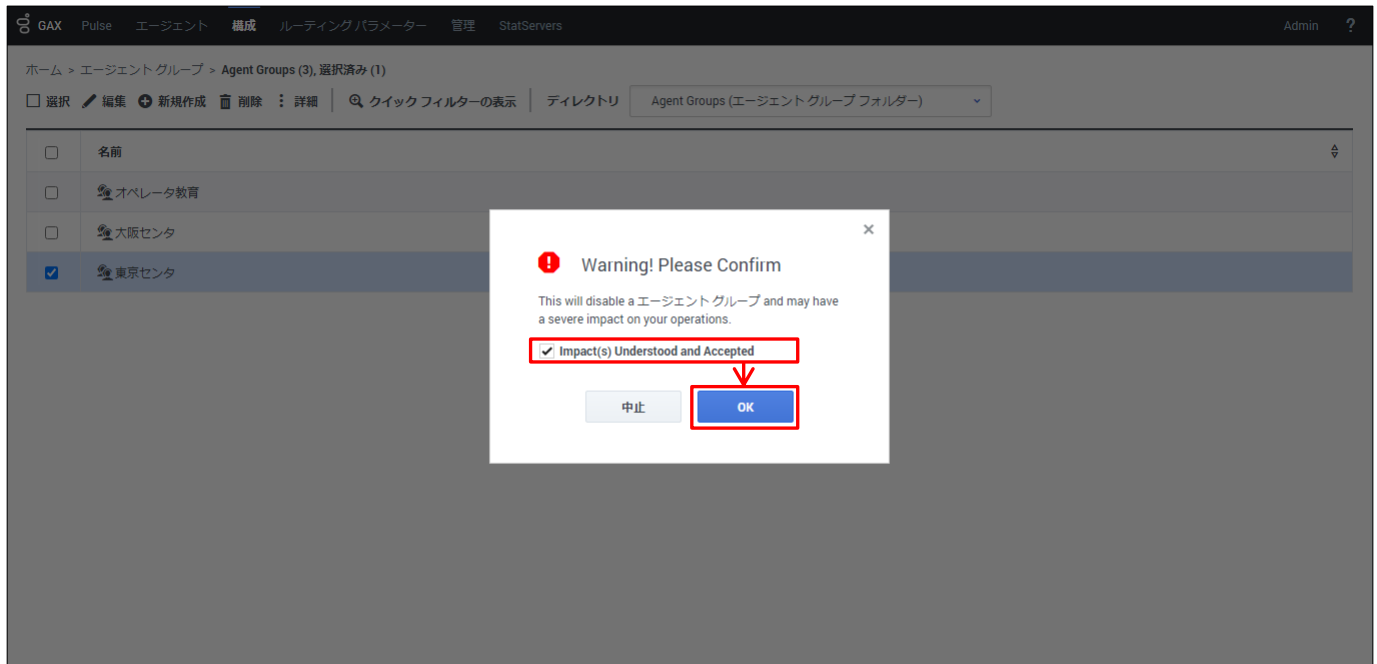 GAX Pulse エージェント 構成 ルーティング パラメーター 管理 StatServers Admin ?
ホーム > エージェント グループ > Agent Groups (3), 選択済み (1)
選択 編集 新規作成 削除 詳細 クイック フィルターの表示 ディレクトリ Agent Groups (エージェント グループ フォルダー)
名前
オペレータ教育
大阪センタ
東京センタ
×
Warning! Please Confirm
This will disable a エージェント グループ and may have
a severe impact on your operations.
Impact(s) Understood and Accepted
中止 OK